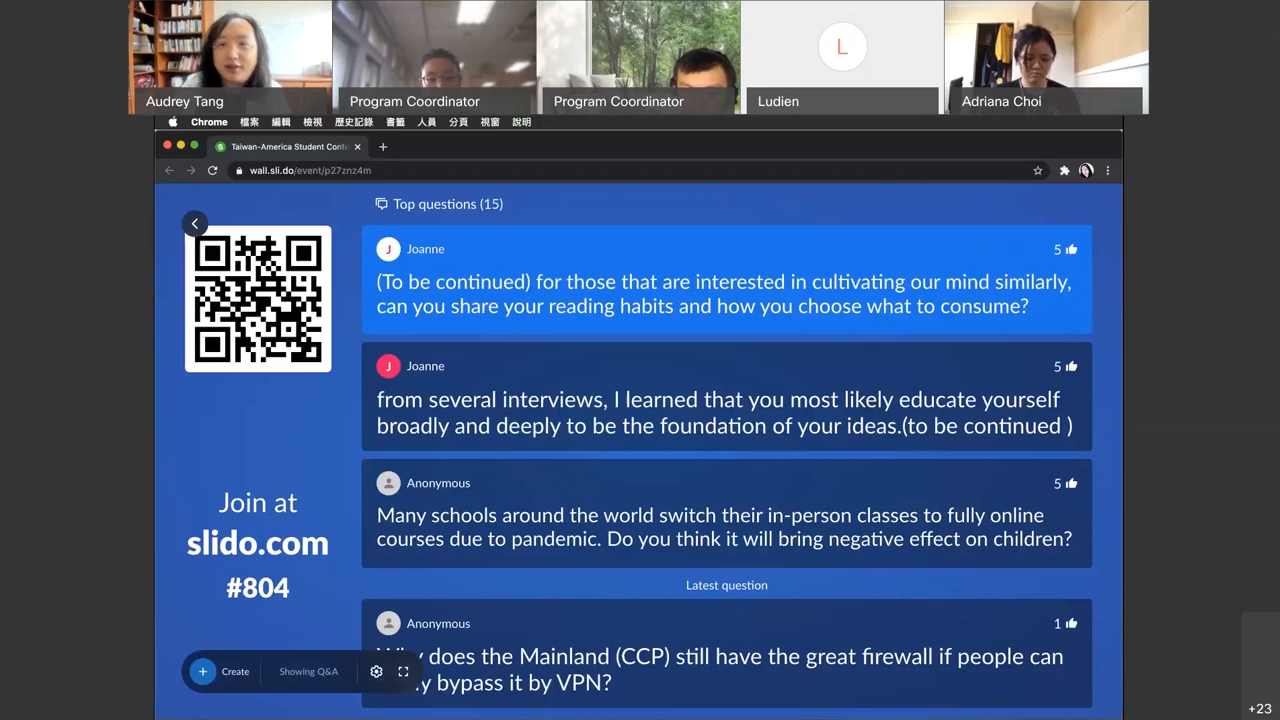 Audrey Tang
Program Coordinator
Program Coordinator
L
Ludien
Adriana Choi
Chrome 檔案 編輯 檢視 歷史記錄 書籤 人員 分頁 視窗 說明
S
Taiwan-America Student Conf
wall.sli.do/event/p27znz4m
Top questions (15)
J Joanne 5
(To be continued) for those that are interested in cultivating our mind similarly,
can you share your reading habits and how you choose what to consume?
J Joanne 5
from several interviews, I learned that you most likely educate yourself
broadly and deeply to be the foundation of your ideas.(to be continued )
Anonymous 5
Many schools around the world switch their in-person classes to fully online
courses due to pandemic. Do you think it will bring negative effect on children?
Join at
slido.com
#804
Latest question
Anonymous 1
does the Mainland (CCP) still have the great firewall if people can
bypass it by VPN?
+ Create Showing Q&A
+23